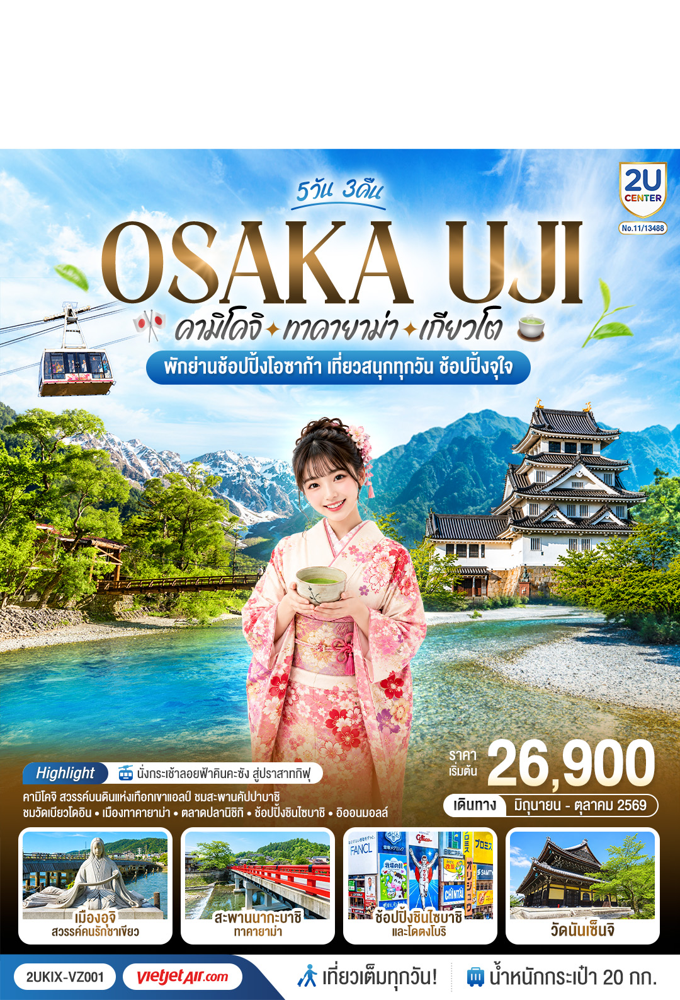 5วัน 3คืน
2U
CENTER
No.11/13488
OSAKA UJI
คามิโคจิ ทาคายาม่า เกียวโต
พักย่านช้อปปิ้งโอซาก้า เที่ยวสนุกทุกวัน ช้อปปิ้งจุใจ
ราคา
เริ่มต้น
26,900
เดินทาง มิถุนายน - ตุลาคม 2569
Highlight นั่งกระเช้าลอยฟ้าคินคะซัง สู่ปราสาทกิฟุ
คามิโคจิ สวรรค์บนดินแห่งเทือกเขาแอลป์ ชมสะพานคัปปาบาชิ
ชมวัดเบียวโดอิน • เมืองทาคายาม่า • ตลาดปลานิชิกิ • ช้อปปิ้งชินไซบาชิ • อิออนมอลล์
เมืองอุจิ
สวรรค์คนรักชาเขียว
สะพานนากะบาชิ
ทาคายาม่า
FANCL
Glico
プロミス
牧場の朝
CHINTAI
ช้อปปิ้งชินไซบาชิ
และโดตงโบริ
วัดนันเซ็นจิ
2UKIX-VZ001
vietjetAir.com
เที่ยวเต็มทุกวัน!
น้ำหนักกระเป๋า 20 กก.